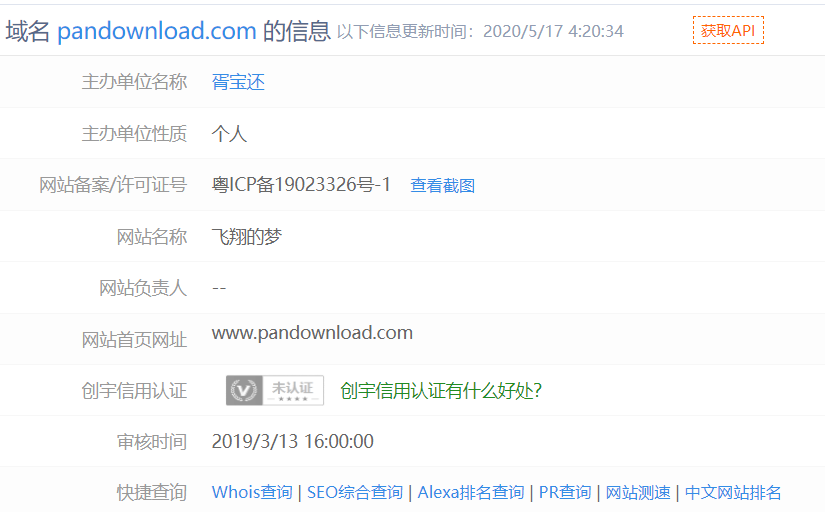 域名 pandownload.com 的信息 以下信息更新时间：2020/5/17 4:20:34 获取API
主办单位名称 胥宝还
主办单位性质 个人
网站备案/许可证号 粤ICP备19023326号-1 查看截图
网站名称 飞翔的梦
网站负责人 --
网站首页网址 www.pandownload.com
创宇信用认证 未认证 创宇信用认证有什么好处?
审核时间 2019/3/13 16:00:00
快捷查询 Whois查询 | SEO综合查询 | Alexa排名查询 | PR查询 | 网站测速 | 中文网站排名